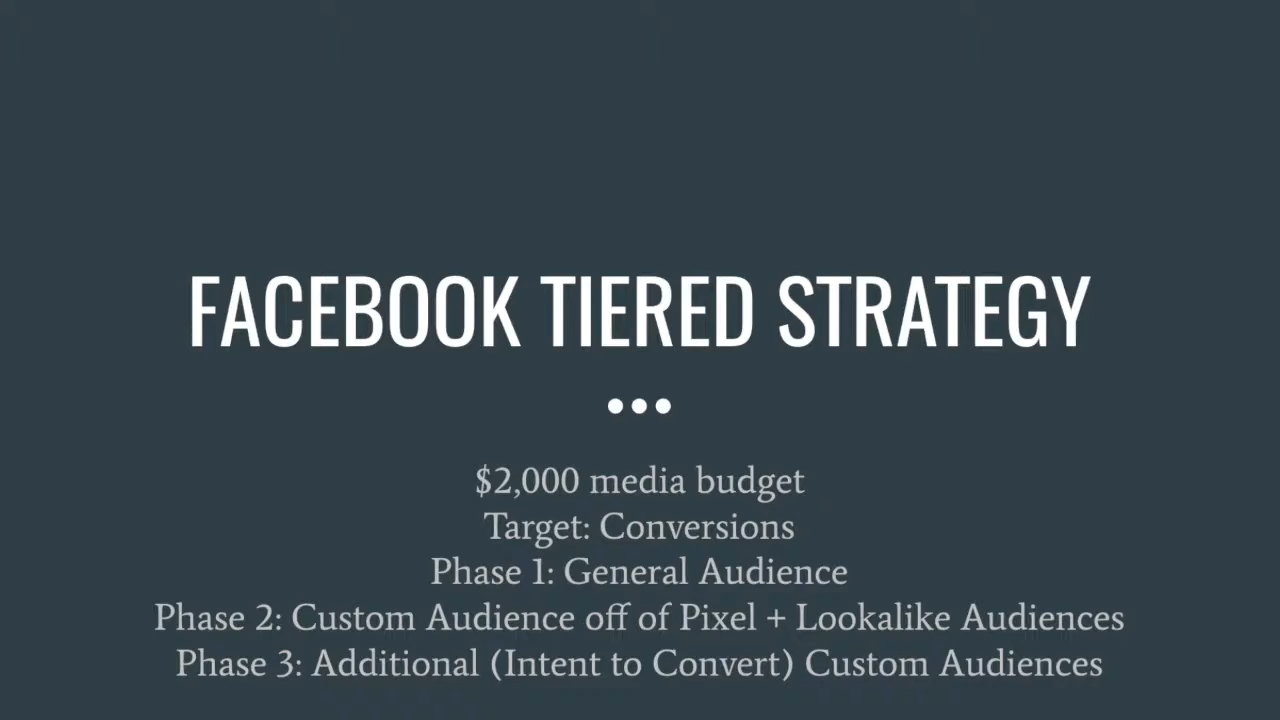 FACEBOOK TIERED STRATEGY
$2,000 media budget
Target: Conversions
Phase 1: General Audience
Phase 2: Custom Audience off of Pixel + Lookalike Audiences
Phase 3: Additional (Intent to Convert) Custom Audiences